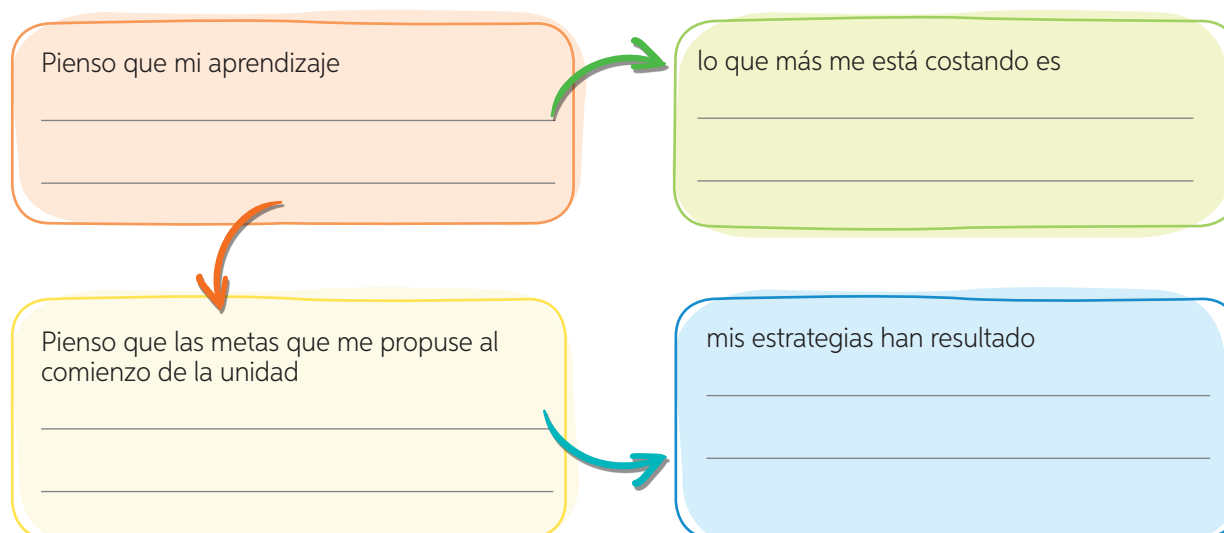 Pienso que mi aprendizaje
lo que más me está costando es
Pienso que las metas que me propuse al
comienzo de la unidad
mis estrategias han resultado